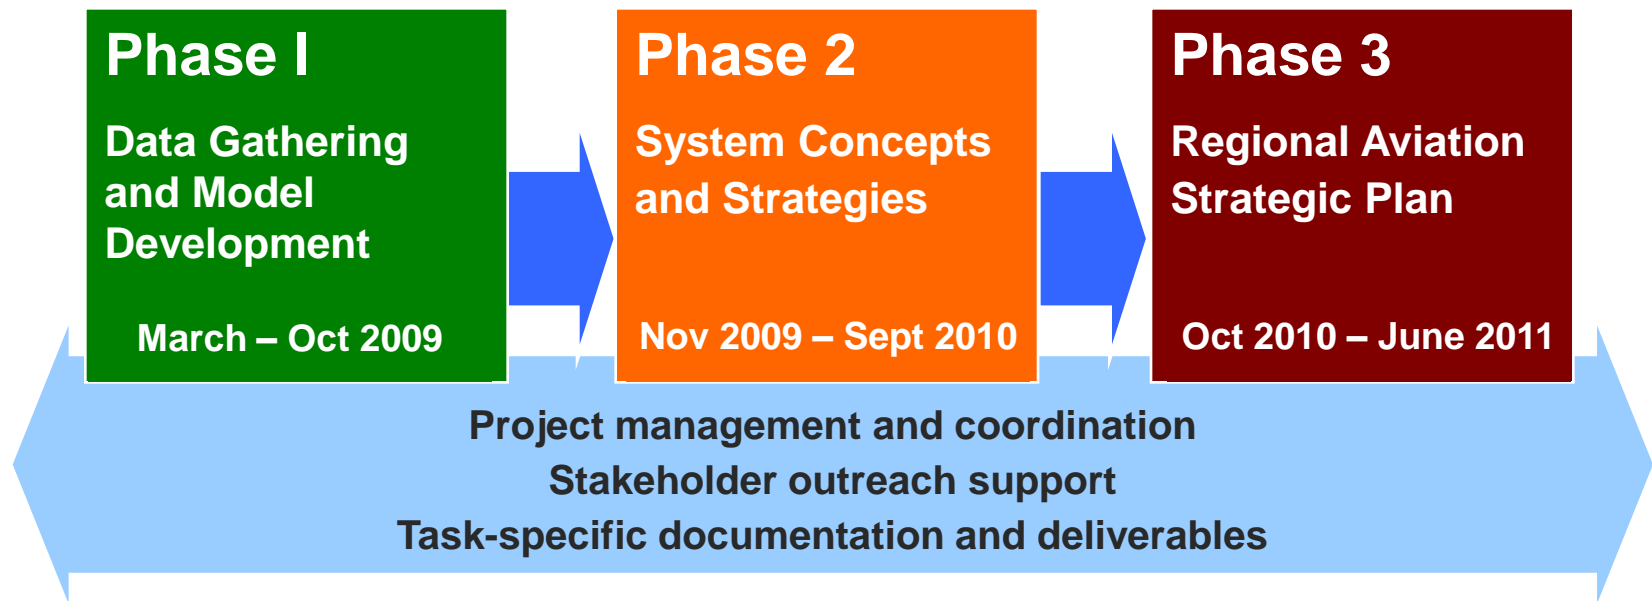 Phase I
Data Gathering
and Model
Development
March – Oct 2009
Phase 2
System Concepts
and Strategies
Nov 2009 – Sept 2010
Phase 3
Regional Aviation
Strategic Plan
Oct 2010 – June 2011
Project management and coordination
Stakeholder outreach support
Task-specific documentation and deliverables